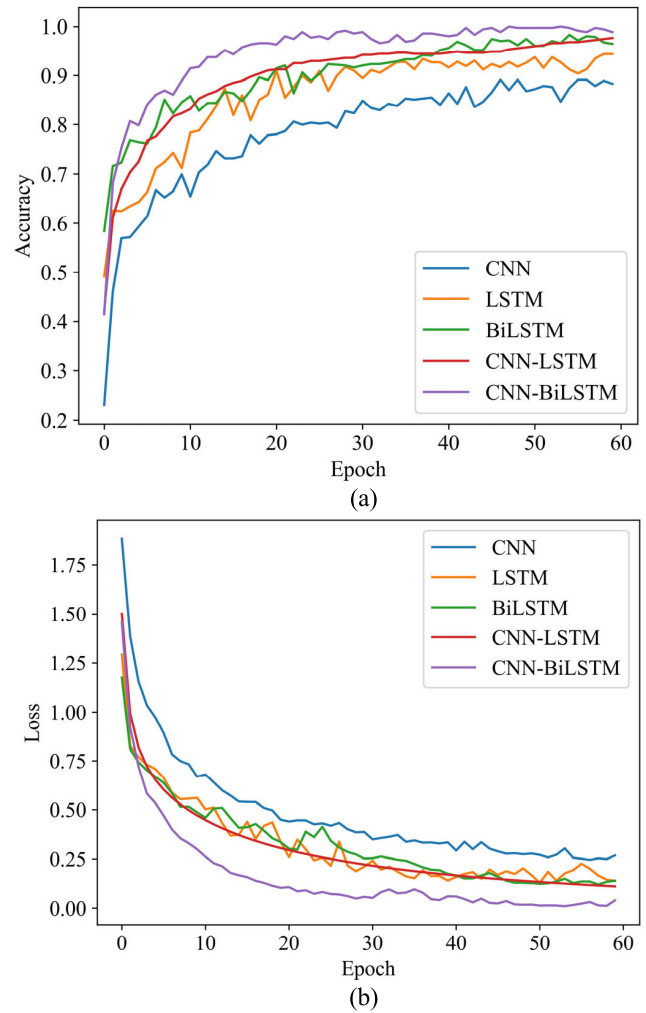 1.0
0.9
0.8
0.7
0.6
0.5
0.4
0.3
0.2
Accuracy
CNN
LSTM
BiLSTM
CNN-LSTM
CNN-BiLSTM
0 10 20 30 40 50 60
Epoch
(a)
1.75
1.50
1.25
1.00
0.75
0.50
0.25
0.00
Loss
CNN
LSTM
BiLSTM
CNN-LSTM
CNN-BiLSTM
0 10 20 30 40 50 60
Epoch
(b)